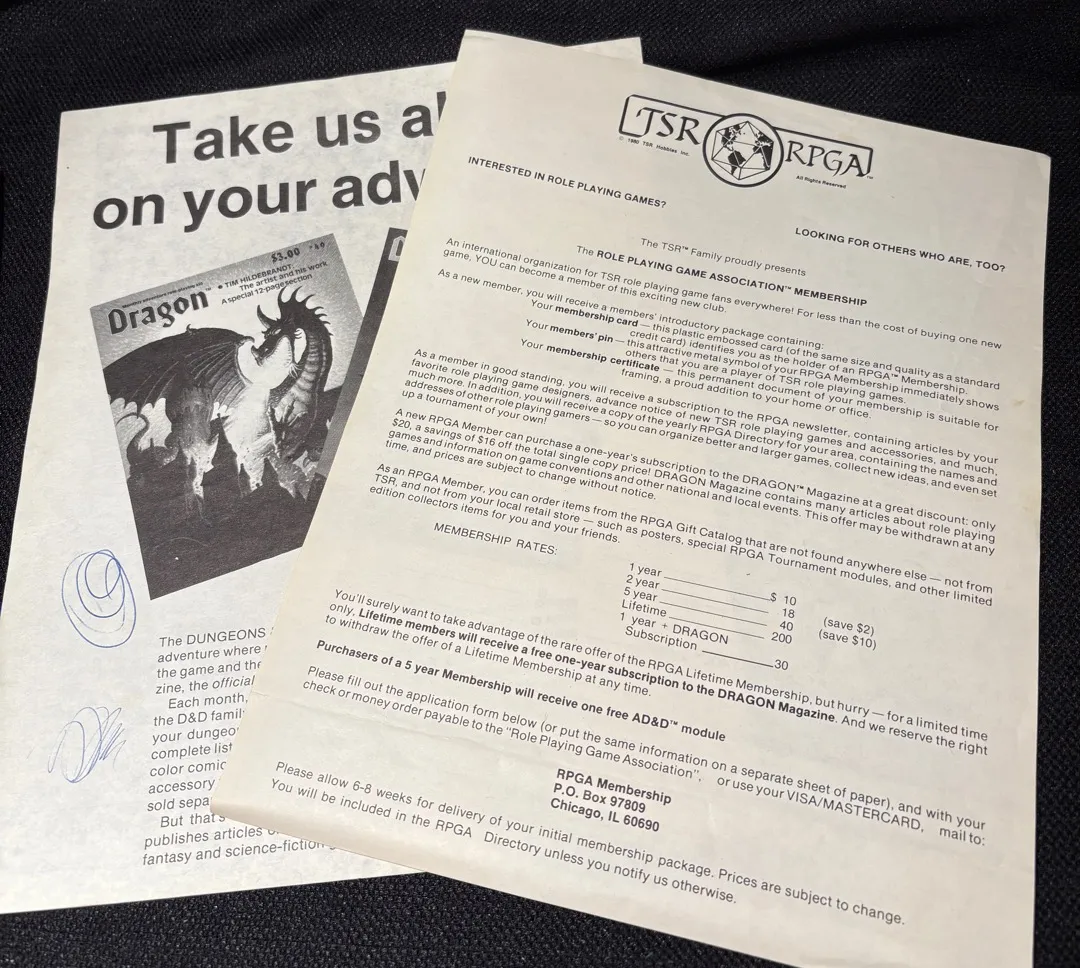 Take us al
on your adv
$3.00
• TIM HILDEBRANDT:
The artist and his work
A special 12-page section
Dragon™
D
The DUNGEONS
adventure where
the game and the
zine, the official
Each month,
the D&D famil
your dungeo
complete list
color comic
accessory
sold sepa
But that's
publishes articles
fantasy and science-fiction
TSR RPGA™
© 1980 TSR Hobbies Inc.
All Rights Reserved
INTERESTED IN ROLE PLAYING GAMES?
LOOKING FOR OTHERS WHO ARE, TOO?
The TSR™ Family proudly presents
The ROLE PLAYING GAME ASSOCIATION™ MEMBERSHIP
An international organization for TSR role playing game fans everywhere! For less than the cost of buying one new
game, YOU can become a member of this exciting new club.
As a new member, you will receive a members' introductory package containing:
Your membership card — this plastic embossed card (of the same size and quality as a standard
credit card) identifies you as the holder of an RPGA™ Membership.
Your members' pin — this attractive metal symbol of your RPGA Membership immediately shows
others that you are a player of TSR role playing games.
Your membership certificate — this permanent document of your membership is suitable for
framing, a proud addition to your home or office.
As a member in good standing, you will receive a subscription to the RPGA newsletter, containing articles by your
favorite role playing game designers, advance notice of new TSR role playing games and accessories, and much,
much more. In addition, you will receive a copy of the yearly RPGA Directory for your area, containing the names and
addresses of other role playing gamers — so you can organize better and larger games, collect new ideas, and even set
up a tournament of your own!
A new RPGA Member can purchase a one-year's subscription to the DRAGON™ Magazine at a great discount: only
$20, a savings of $16 off the total single copy price! DRAGON Magazine contains many articles about role playing
games and information on game conventions and other national and local events. This offer may be withdrawn at any
time, and prices are subject to change without notice.
As an RPGA Member, you can order items from the RPGA Gift Catalog that are not found anywhere else — not from
TSR, and not from your local retail store — such as posters, special RPGA Tournament modules, and other limited
edition collectors items for you and your friends.
MEMBERSHIP RATES:
1 year $ 10
2 year 18 (save $2)
5 year 40 (save $10)
Lifetime 200
1 year + DRAGON
Subscription 30
You'll surely want to take advantage of the rare offer of the RPGA Lifetime Membership, but hurry — for a limited time
only, Lifetime members will receive a free one-year subscription to the DRAGON Magazine. And we reserve the right
to withdraw the offer of a Lifetime Membership at any time.
Purchasers of a 5 year Membership will receive one free AD&D™ module
Please fill out the application form below (or put the same information on a separate sheet of paper), and with your
check or money order payable to the "Role Playing Game Association", or use your VISA/MASTERCARD, mail to:
RPGA Membership
P.O. Box 97809
Chicago, IL 60690
Please allow 6-8 weeks for delivery of your initial membership package. Prices are subject to change.
You will be included in the RPGA Directory unless you notify us otherwise.